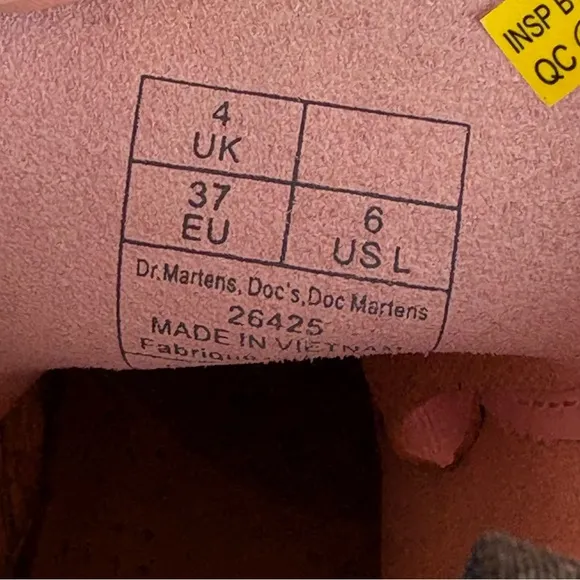 4
UK
37
EU
6
US L
Dr.Martens, Doc's, Doc Martens
26425
MADE IN VIETNAM
INSP B
QC